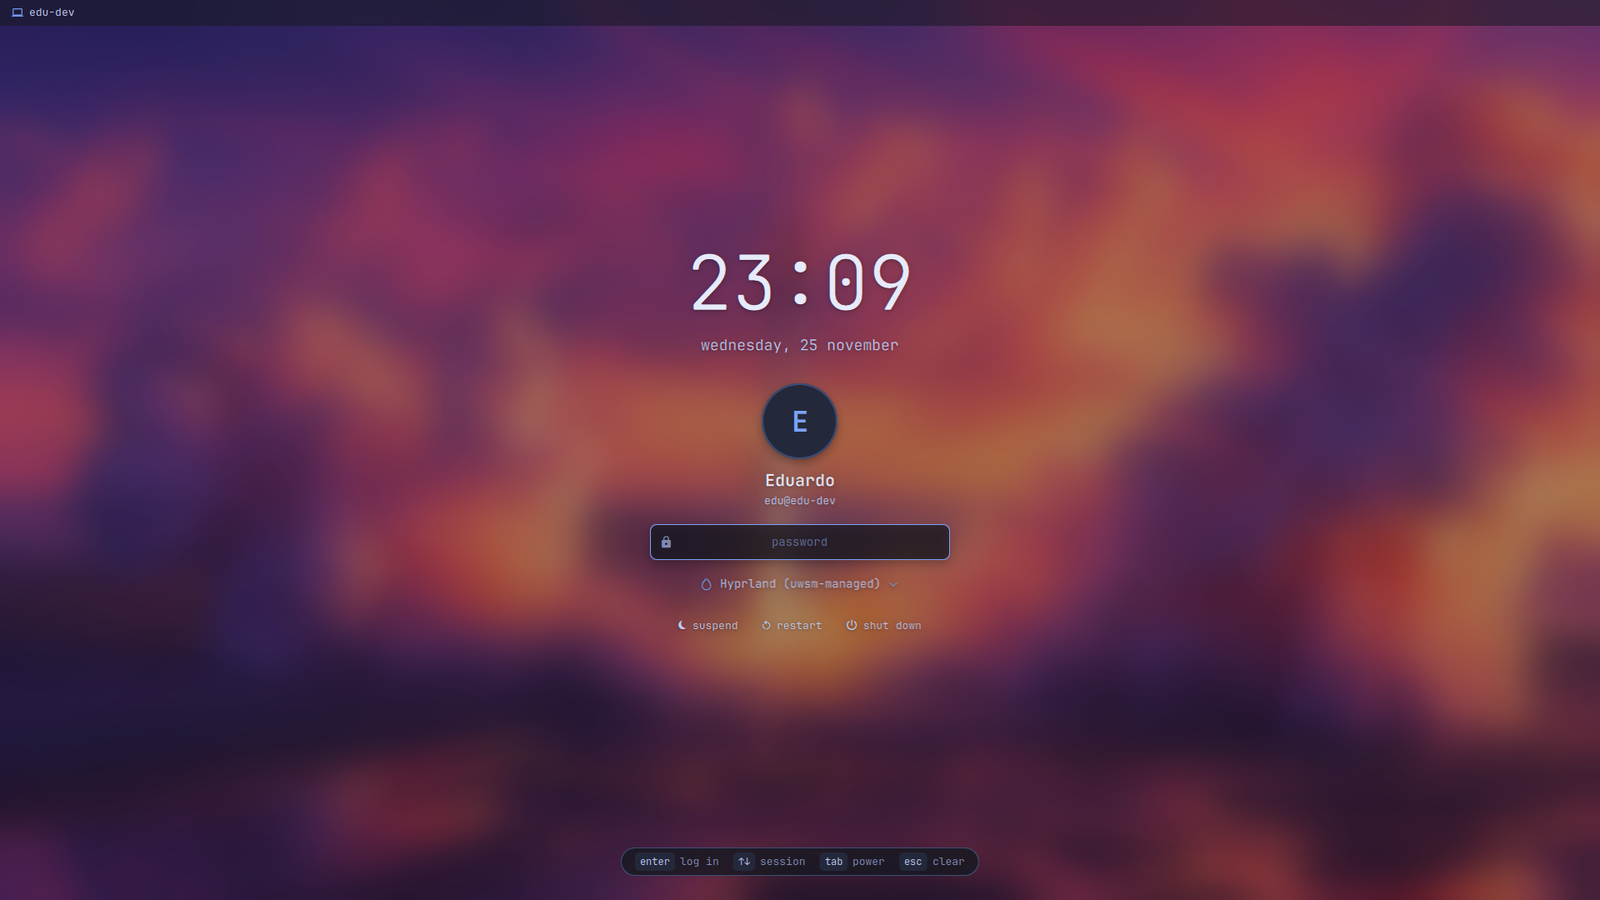 edu-dev
23:09
wednesday, 25 november
E
Eduardo
edu@edu-dev
password
Hyprland (uwsm-managed)
suspend restart shut down
enter log in ↑↓ session tab power esc clear